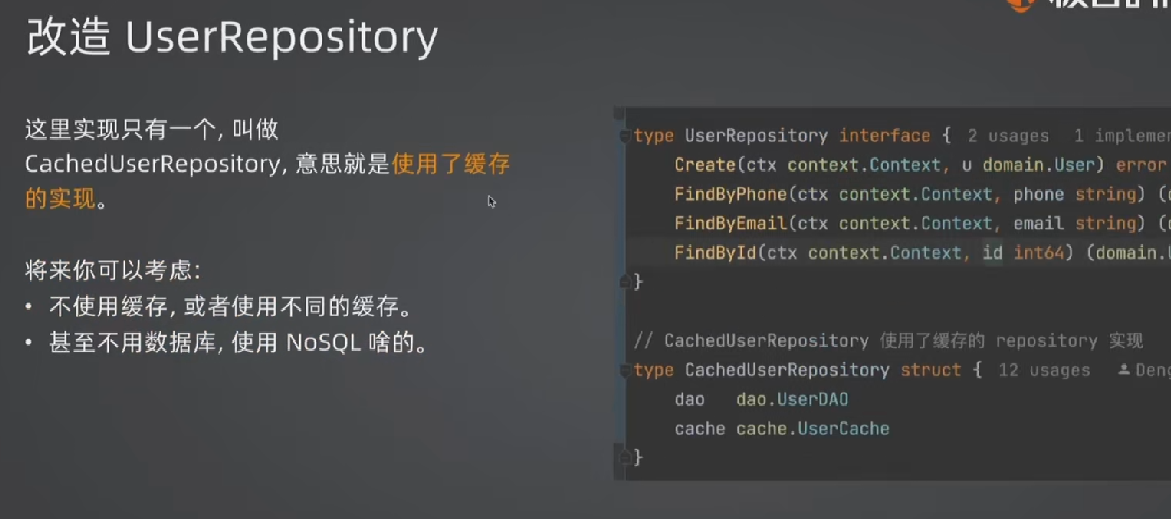 改造 UserRepository
这里实现只有一个, 叫做
CachedUserRepository, 意思就是使用了缓存
的实现。
将来你可以考虑:
• 不使用缓存, 或者使用不同的缓存。
• 甚至不用数据库, 使用 NoSQL 啥的。
type UserRepository interface { 2 usages 1 implemen
Create(ctx context.Context, u domain.User) error
FindByPhone(ctx context.Context, phone string) (
FindByEmail(ctx context.Context, email string) (
FindById(ctx context.Context, id int64) (domain.
}
// CachedUserRepository 使用了缓存的 repository 实现
type CachedUserRepository struct { 12 usages Deng
dao dao.UserDAO
cache cache.UserCache
}